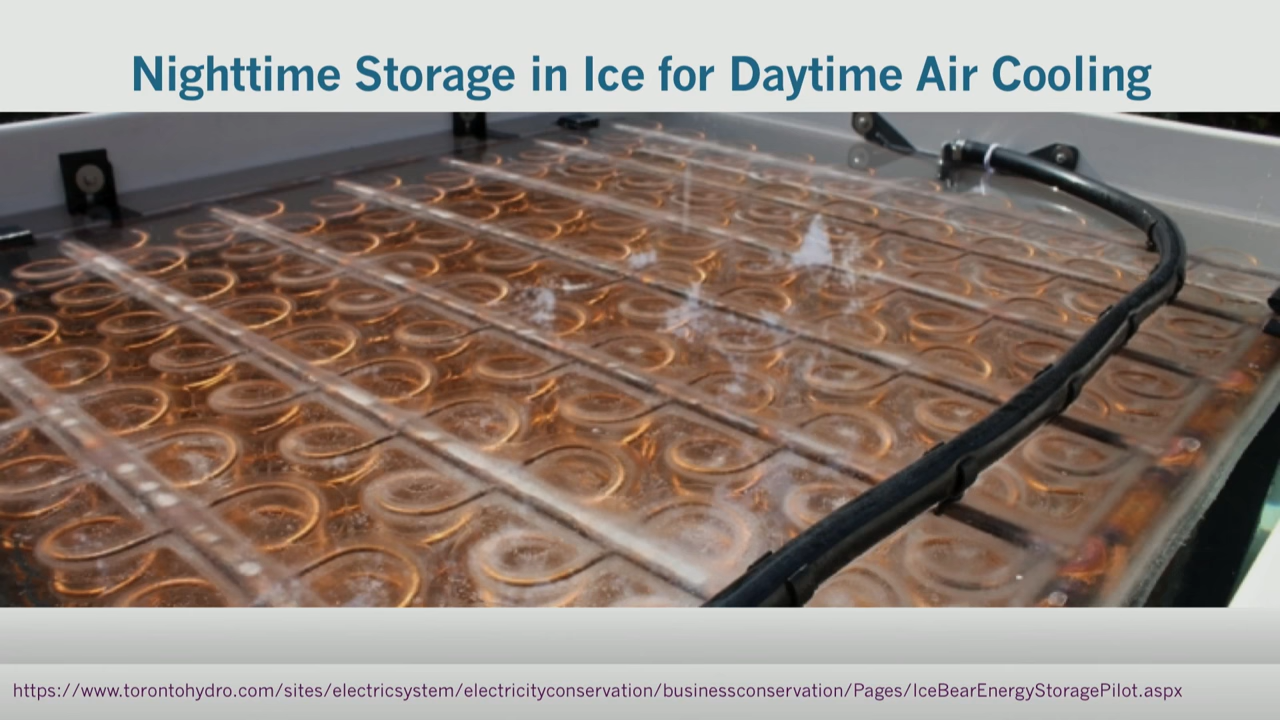 Nighttime Storage in Ice for Daytime Air Cooling
https://www.torontohydro.com/sites/electricsystem/electricityconservation/businessconservation/Pages/IceBearEnergyStoragePilot.aspx